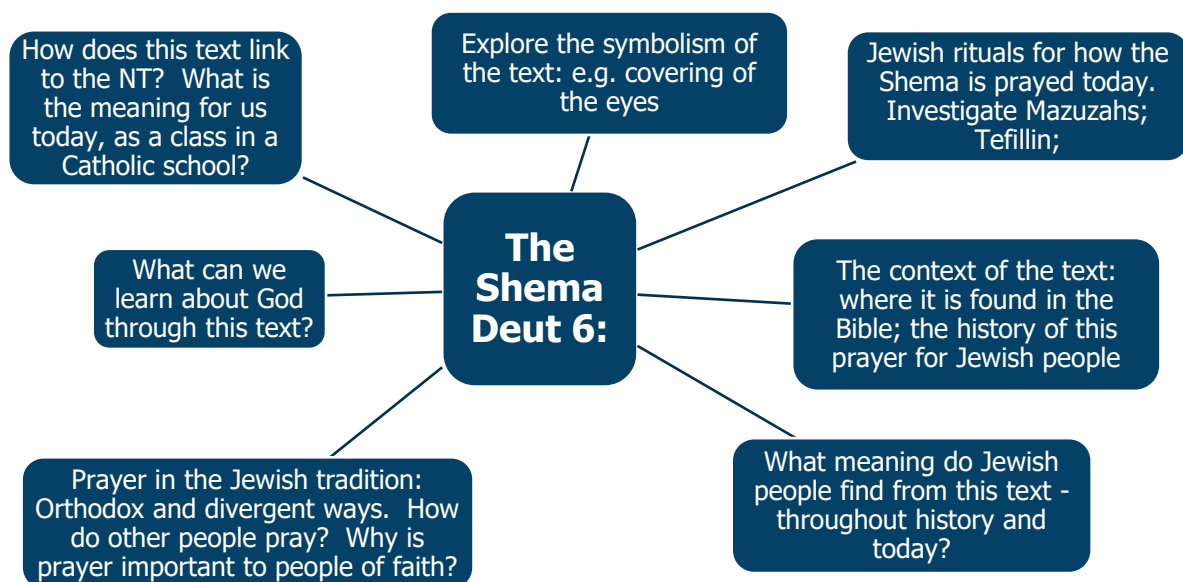 How does this text link
to the NT?  What is
the meaning for us
today, as a class in a
Catholic school?
Explore the symbolism of
the text: e.g. covering of
the eyes
Jewish rituals for how the
Shema is prayed today.
Investigate Mazuzahs;
Tefillin;
The
Shema
Deut 6:
What can we
learn about God
through this text?
The context of the text:
where it is found in the
Bible; the history of this
prayer for Jewish people
Prayer in the Jewish tradition:
Orthodox and divergent ways.  How
do other people pray?  Why is
prayer important to people of faith?
What meaning do Jewish
people find from this text -
throughout history and
today?